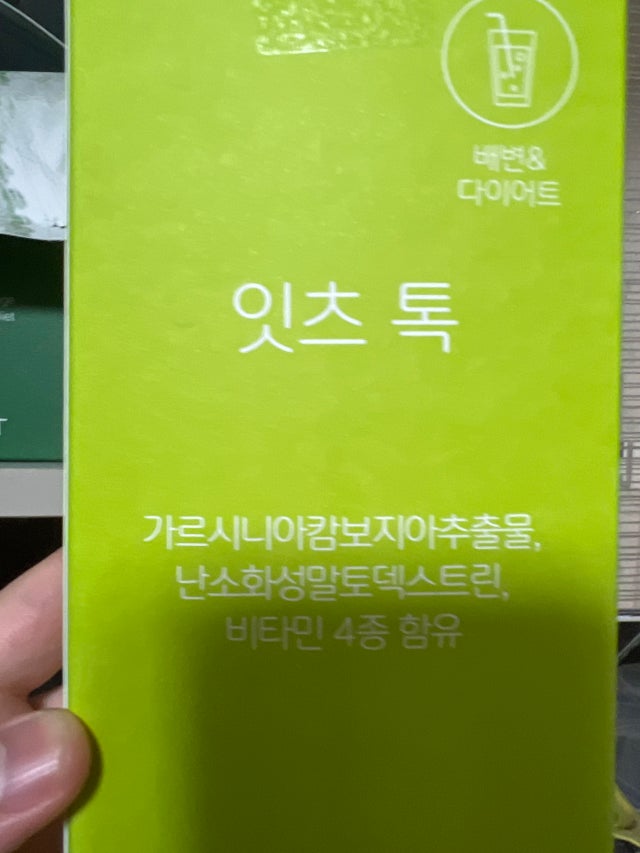 배변&
다이어트
잇츠 톡
가르시니아캄보지아추출물,
난소화성말토덱스트린,
비타민 4종 함유